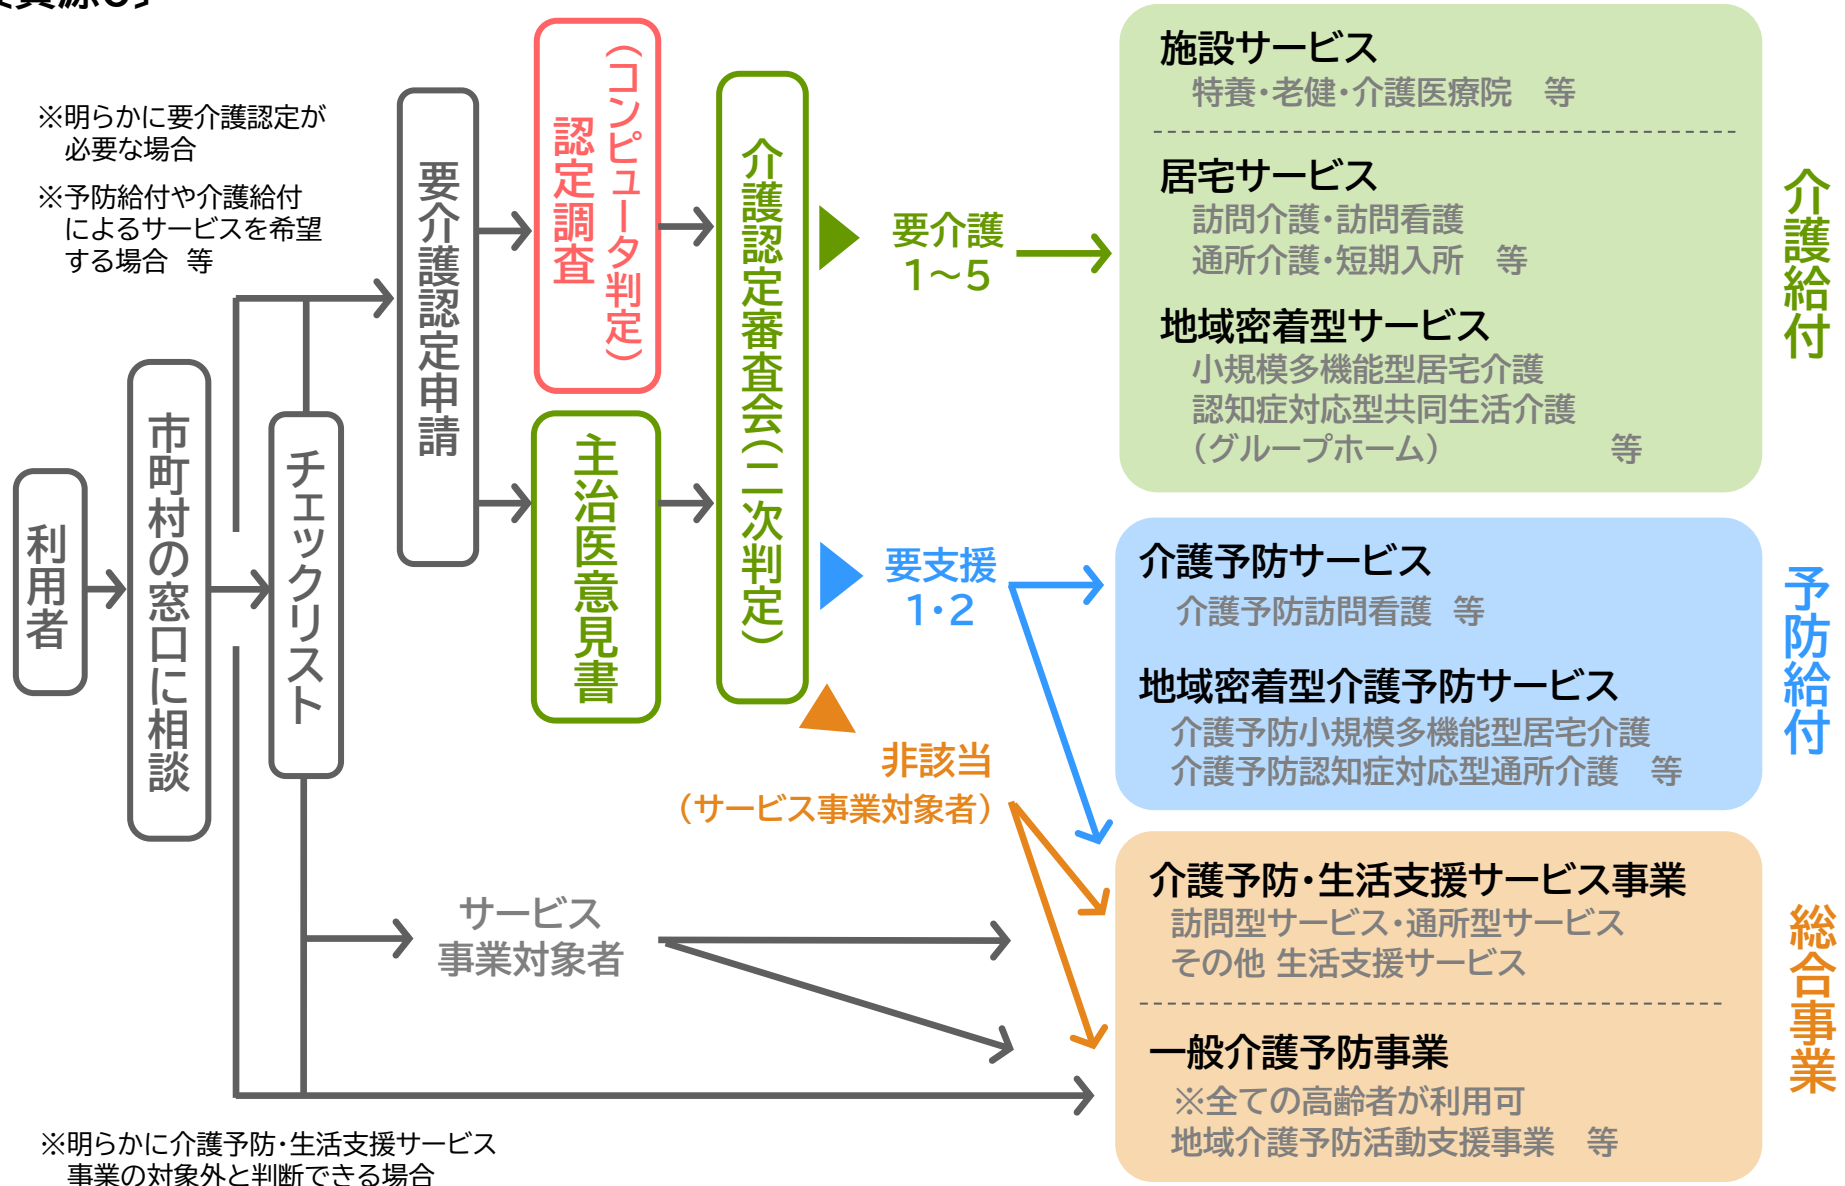 ※明らかに要介護認定が
必要な場合
※予防給付や介護給付
によるサービスを希望
する場合 等
利用者
市町村の窓口に相談
チェックリスト
要介護認定申請
認定調査
（コンピュータ判定）
主治医意見書
介護認定審査会（二次判定）
要介護
1～5
要支援
1・2
非該当
（サービス事業対象者）
サービス
事業対象者
施設サービス
特養・老健・介護医療院 等
居宅サービス
訪問介護・訪問看護
通所介護・短期入所 等
地域密着型サービス
小規模多機能型居宅介護
認知症対応型共同生活介護
（グループホーム） 等
介護給付
介護予防サービス
介護予防訪問看護 等
地域密着型介護予防サービス
介護予防小規模多機能型居宅介護
介護予防認知症対応型通所介護 等
予防給付
介護予防・生活支援サービス事業
訪問型サービス・通所型サービス
その他 生活支援サービス
一般介護予防事業
※全ての高齢者が利用可
地域介護予防活動支援事業 等
総合事業
※明らかに介護予防・生活支援サービス
事業の対象外と判断できる場合